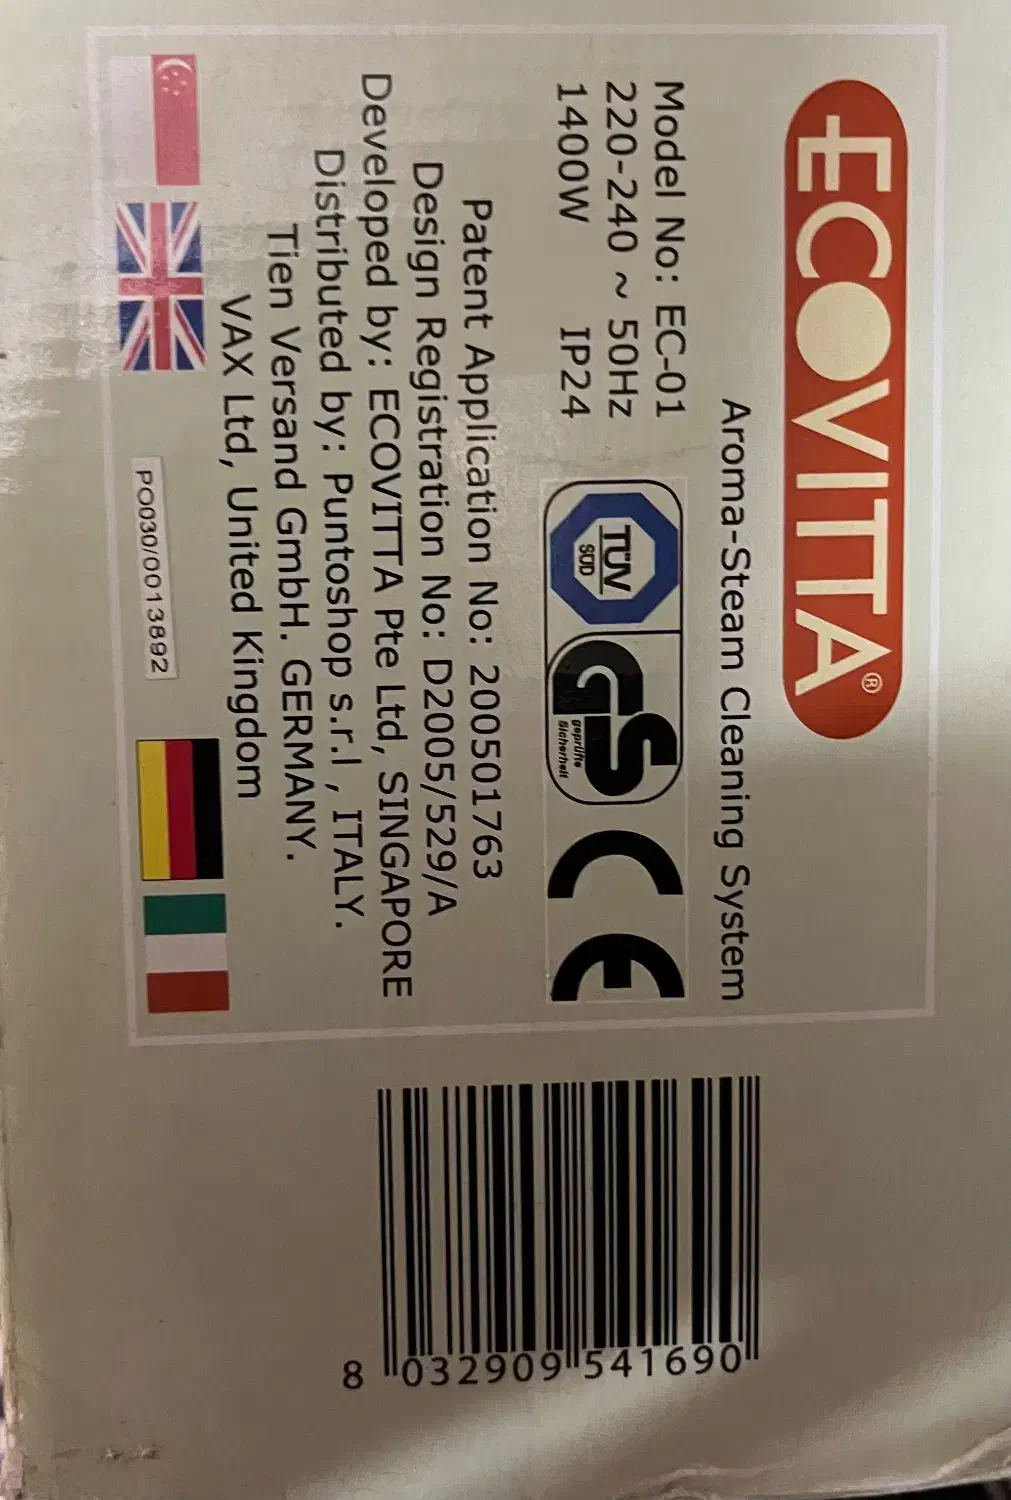 ECOVITTA®
Aroma-Steam Cleaning System
Model No: EC-01
220-240 ~ 50Hz
1400W IP24
TÜV
SÜD
GS
geprüfte
Sicherheit
CE
Patent Application No: 200501763
Design Registration No: D2005/529/A
Developed by: ECOVITTA Pte Ltd, SINGAPORE
Distributed by: Puntoshop s.r.l , ITALY.
Tien Versand GmbH. GERMANY.
VAX Ltd, United Kingdom
PO030/0013892
8 032909 541690